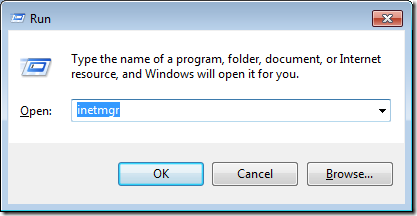 Run
Type the name of a program, folder, document, or Internet
resource, and Windows will open it for you.
Open: inetmgr
OK Cancel Browse...